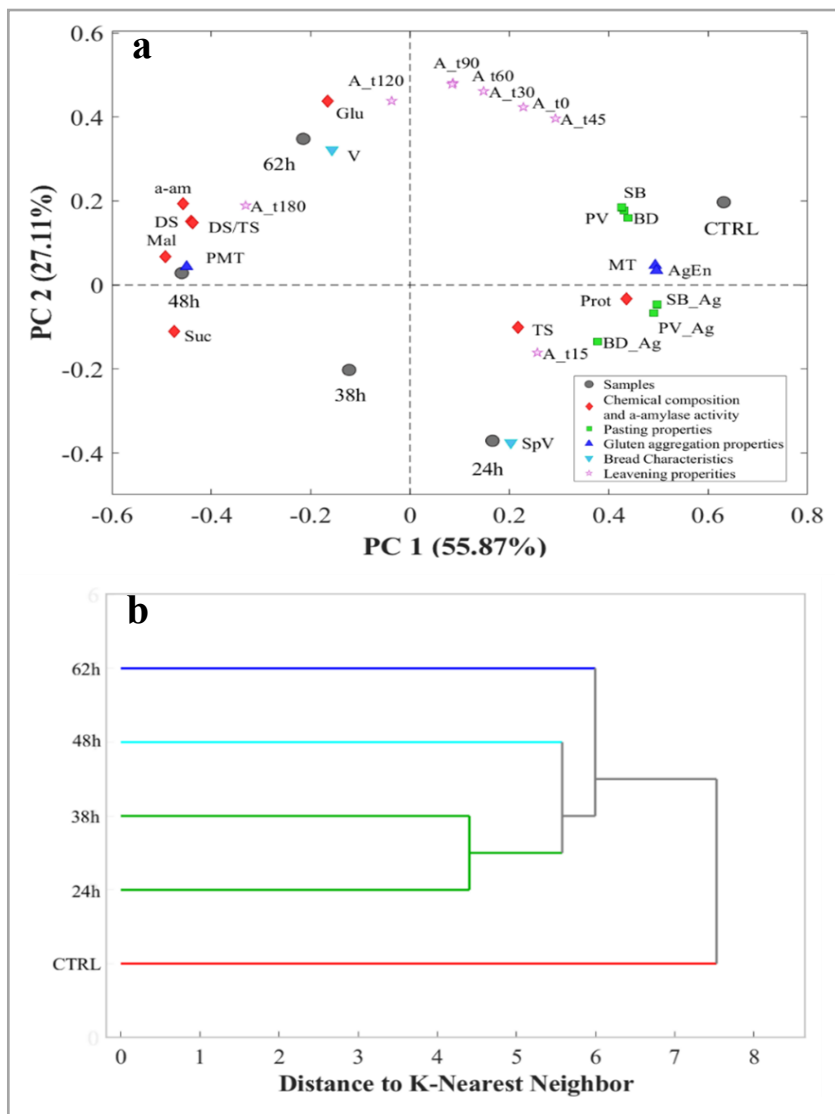 a
0.6
0.4
0.2
0
-0.2
-0.4
PC 2 (27.11%)
A_t120
A_t90
A t60
A_t30
A_t0
A_t45
Glu
62h
V
a-am
DS
DS/TS
A_t180
Mal
PMT
48h
Suc
38h
SB
PV
BD
CTRL
MT
AgEn
Prot
SB_Ag
PV_Ag
TS
BD_Ag
A_t15
SpV
24h
Samples
Chemical composition
and a-amylase activity
Pasting properties
Gluten aggregation properties
Bread Characteristics
Leavening properities
-0.6
-0.4
-0.2
0
0.2
0.4
0.6
0.8
PC 1 (55.87%)
b
6
62h
48h
38h
24h
CTRL
0
0
1
2
3
4
5
6
7
8
Distance to K-Nearest Neighbor